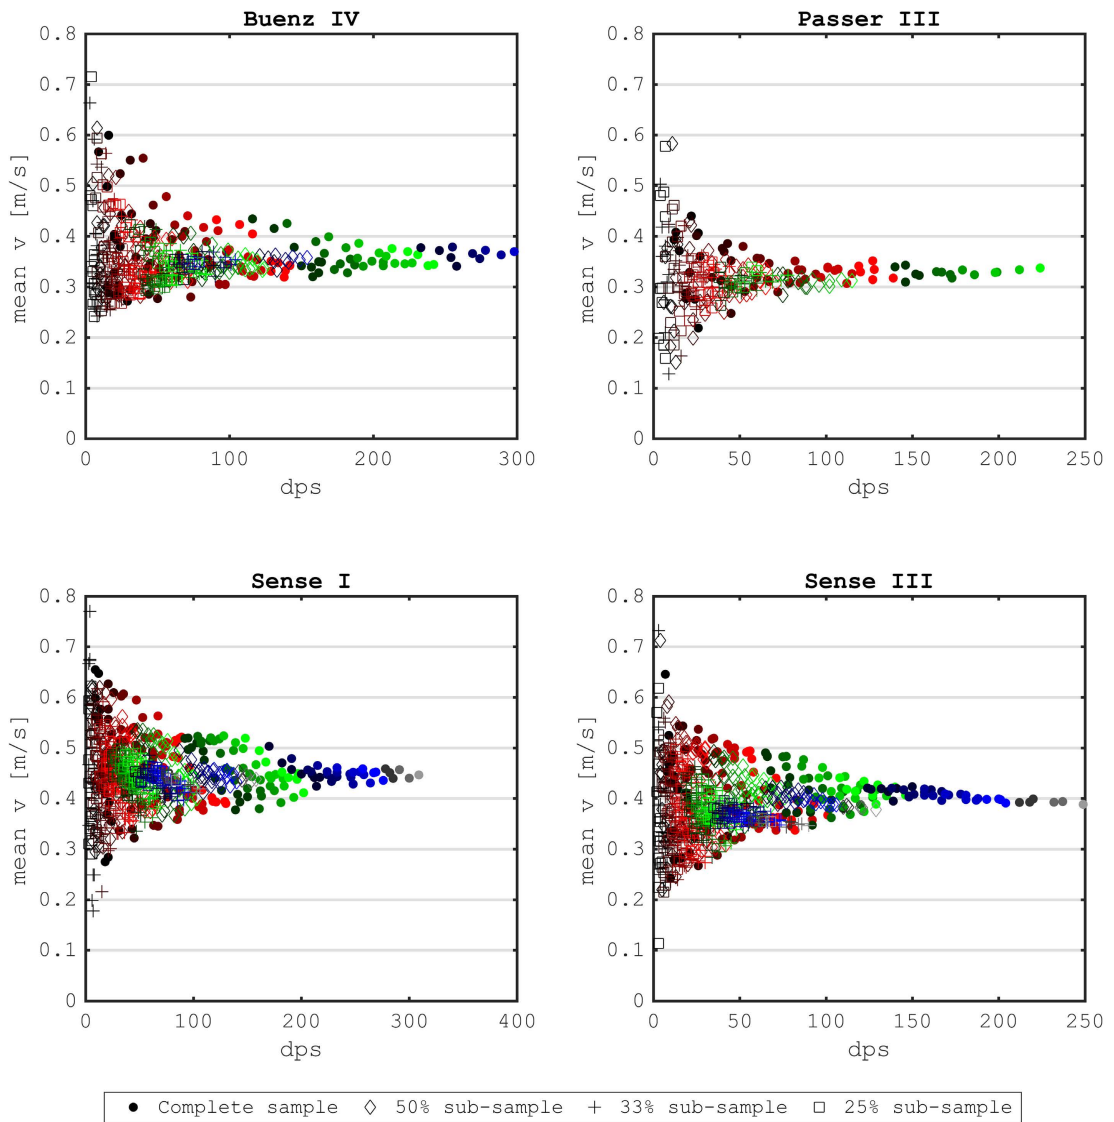 Buenz IV
0.8
0.7
0.6
0.5
0.4
0.3
0.2
0.1
0
mean v [m/s]
0 100 200 300
dps
Passer III
0.8
0.7
0.6
0.5
0.4
0.3
0.2
0.1
0
mean v [m/s]
0 50 100 150 200 250
dps
Sense I
0.8
0.7
0.6
0.5
0.4
0.3
0.2
0.1
0
mean v [m/s]
0 100 200 300 400
dps
Sense III
0.8
0.7
0.6
0.5
0.4
0.3
0.2
0.1
0
mean v [m/s]
0 50 100 150 200 250
dps
Complete sample 50% sub-sample 33% sub-sample 25% sub-sample